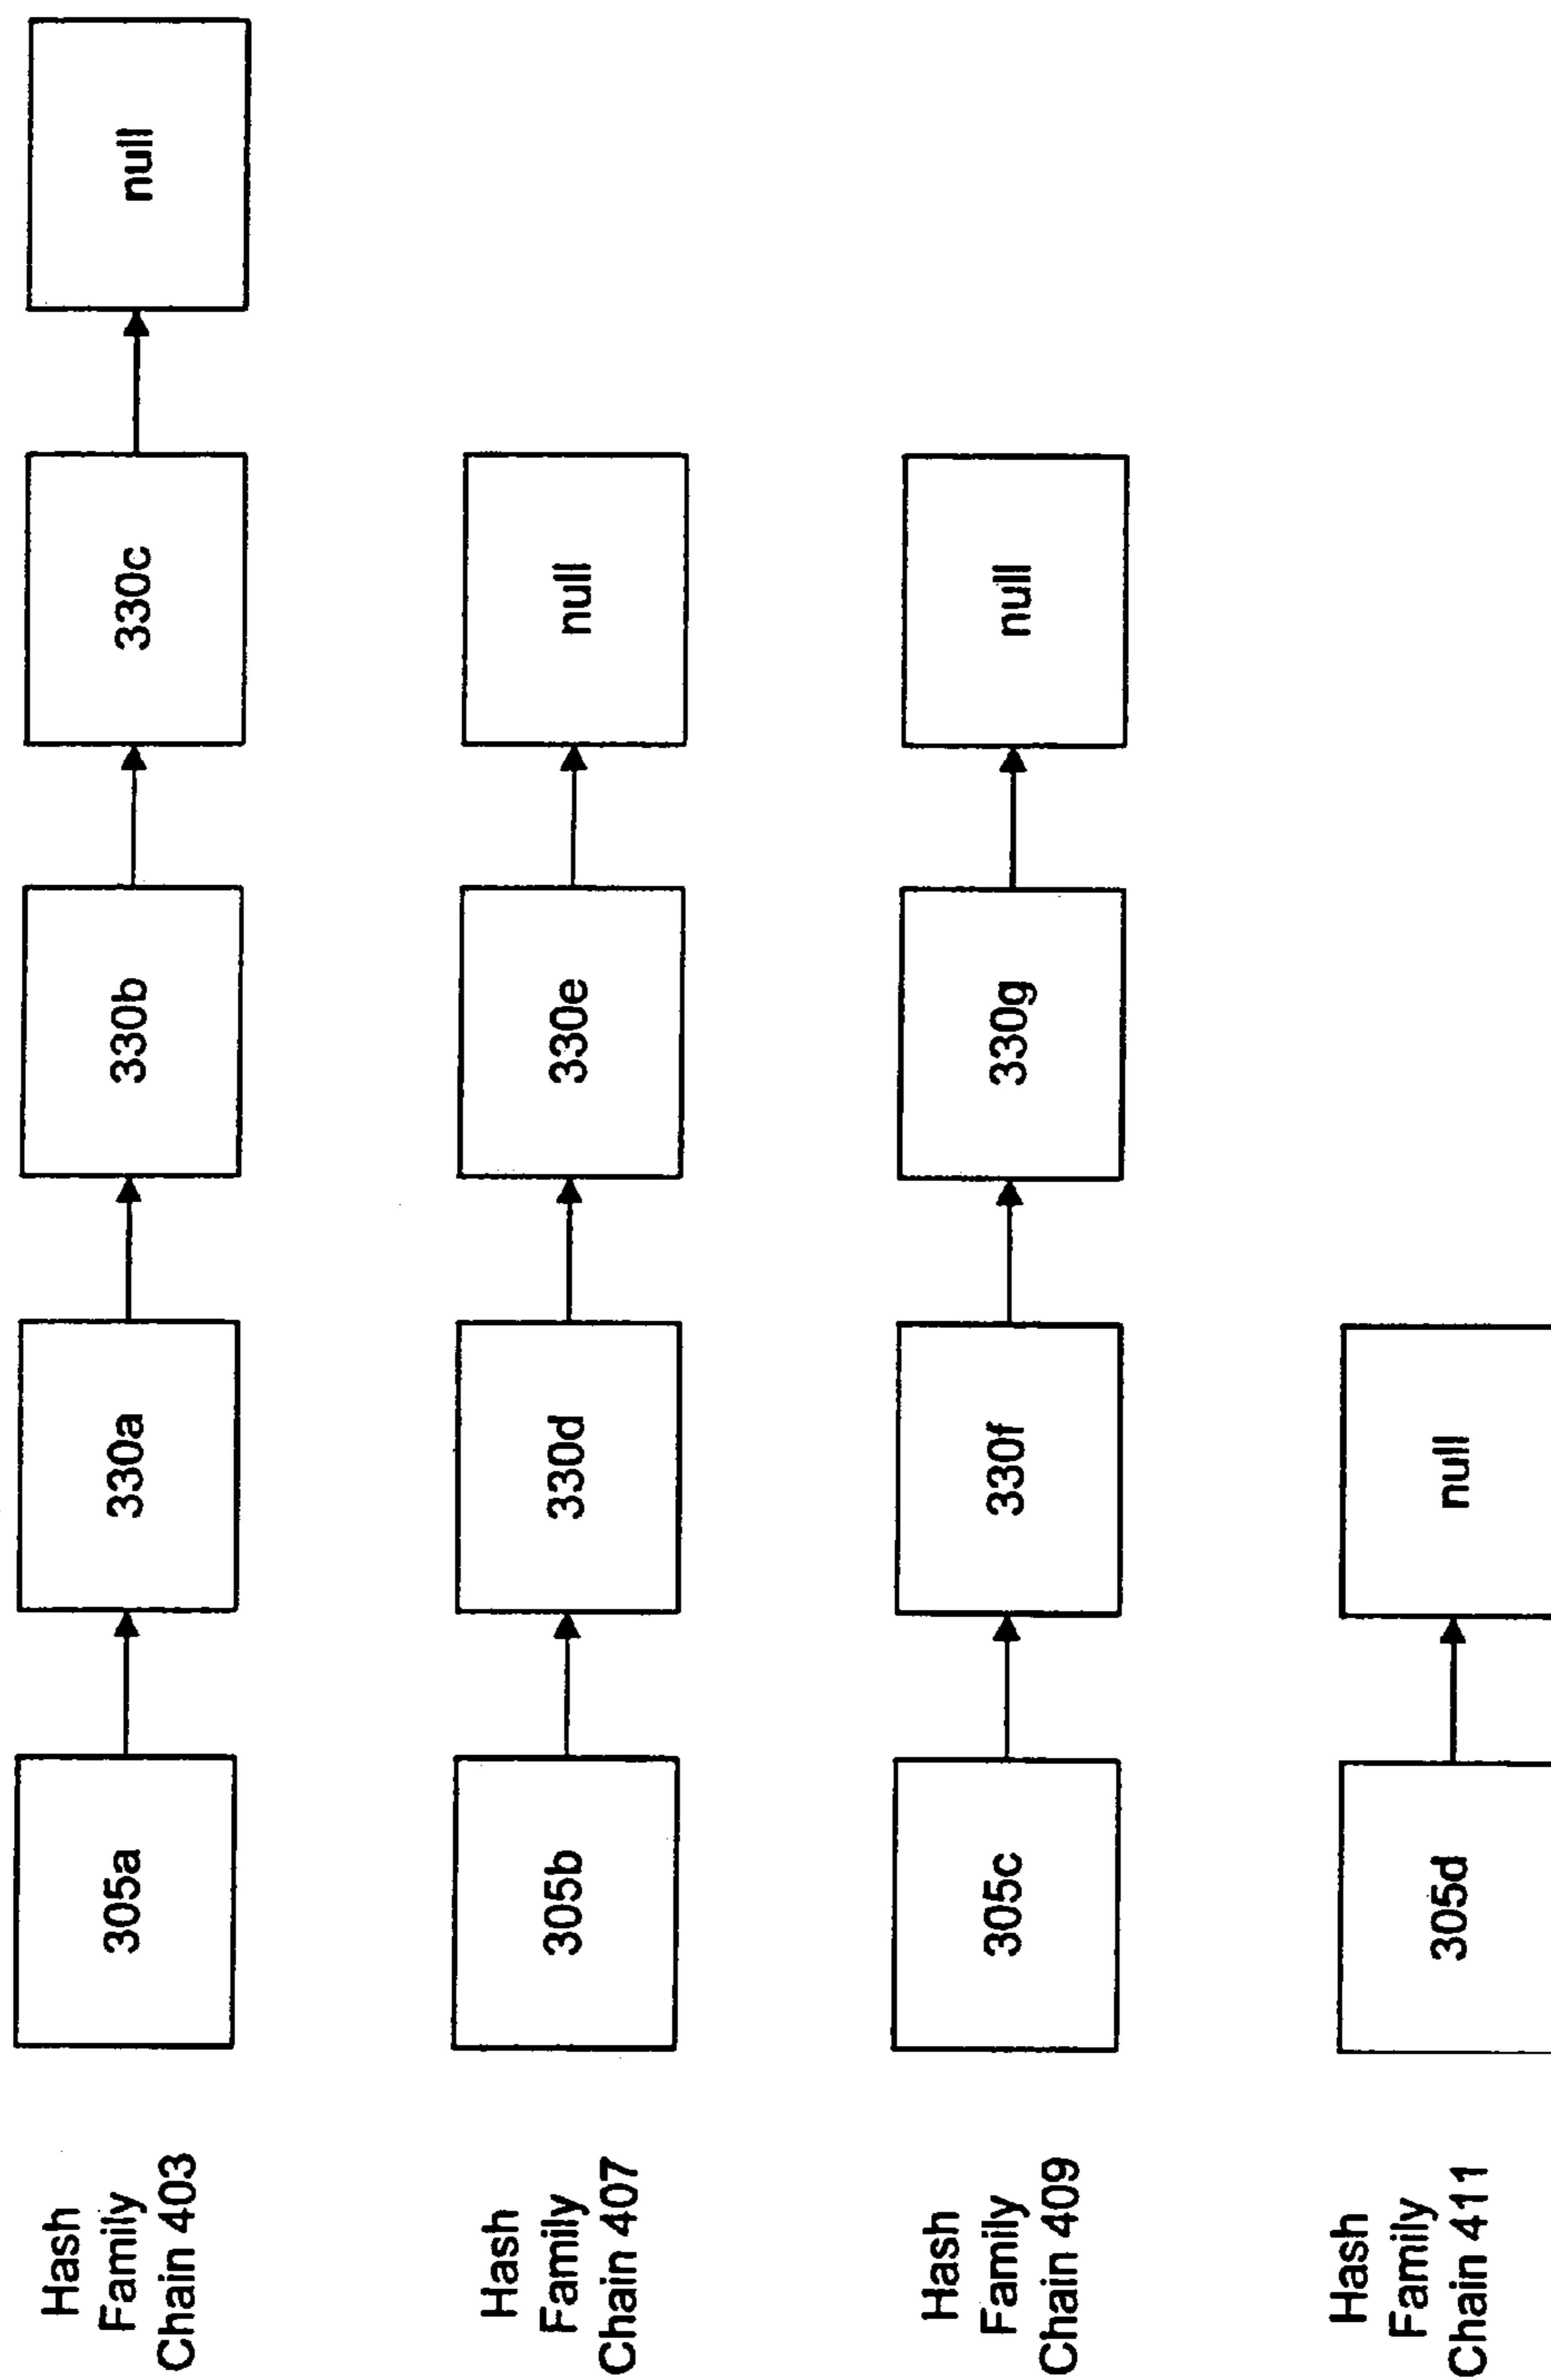 Hash
Family
Chain 403
305a
330a
330b
330c
null
Hash
Family
Chain 407
305b
330d
330e
null
Hash
Family
Chain 409
305c
330f
330g
null
Hash
Family
Chain 411
305d
null